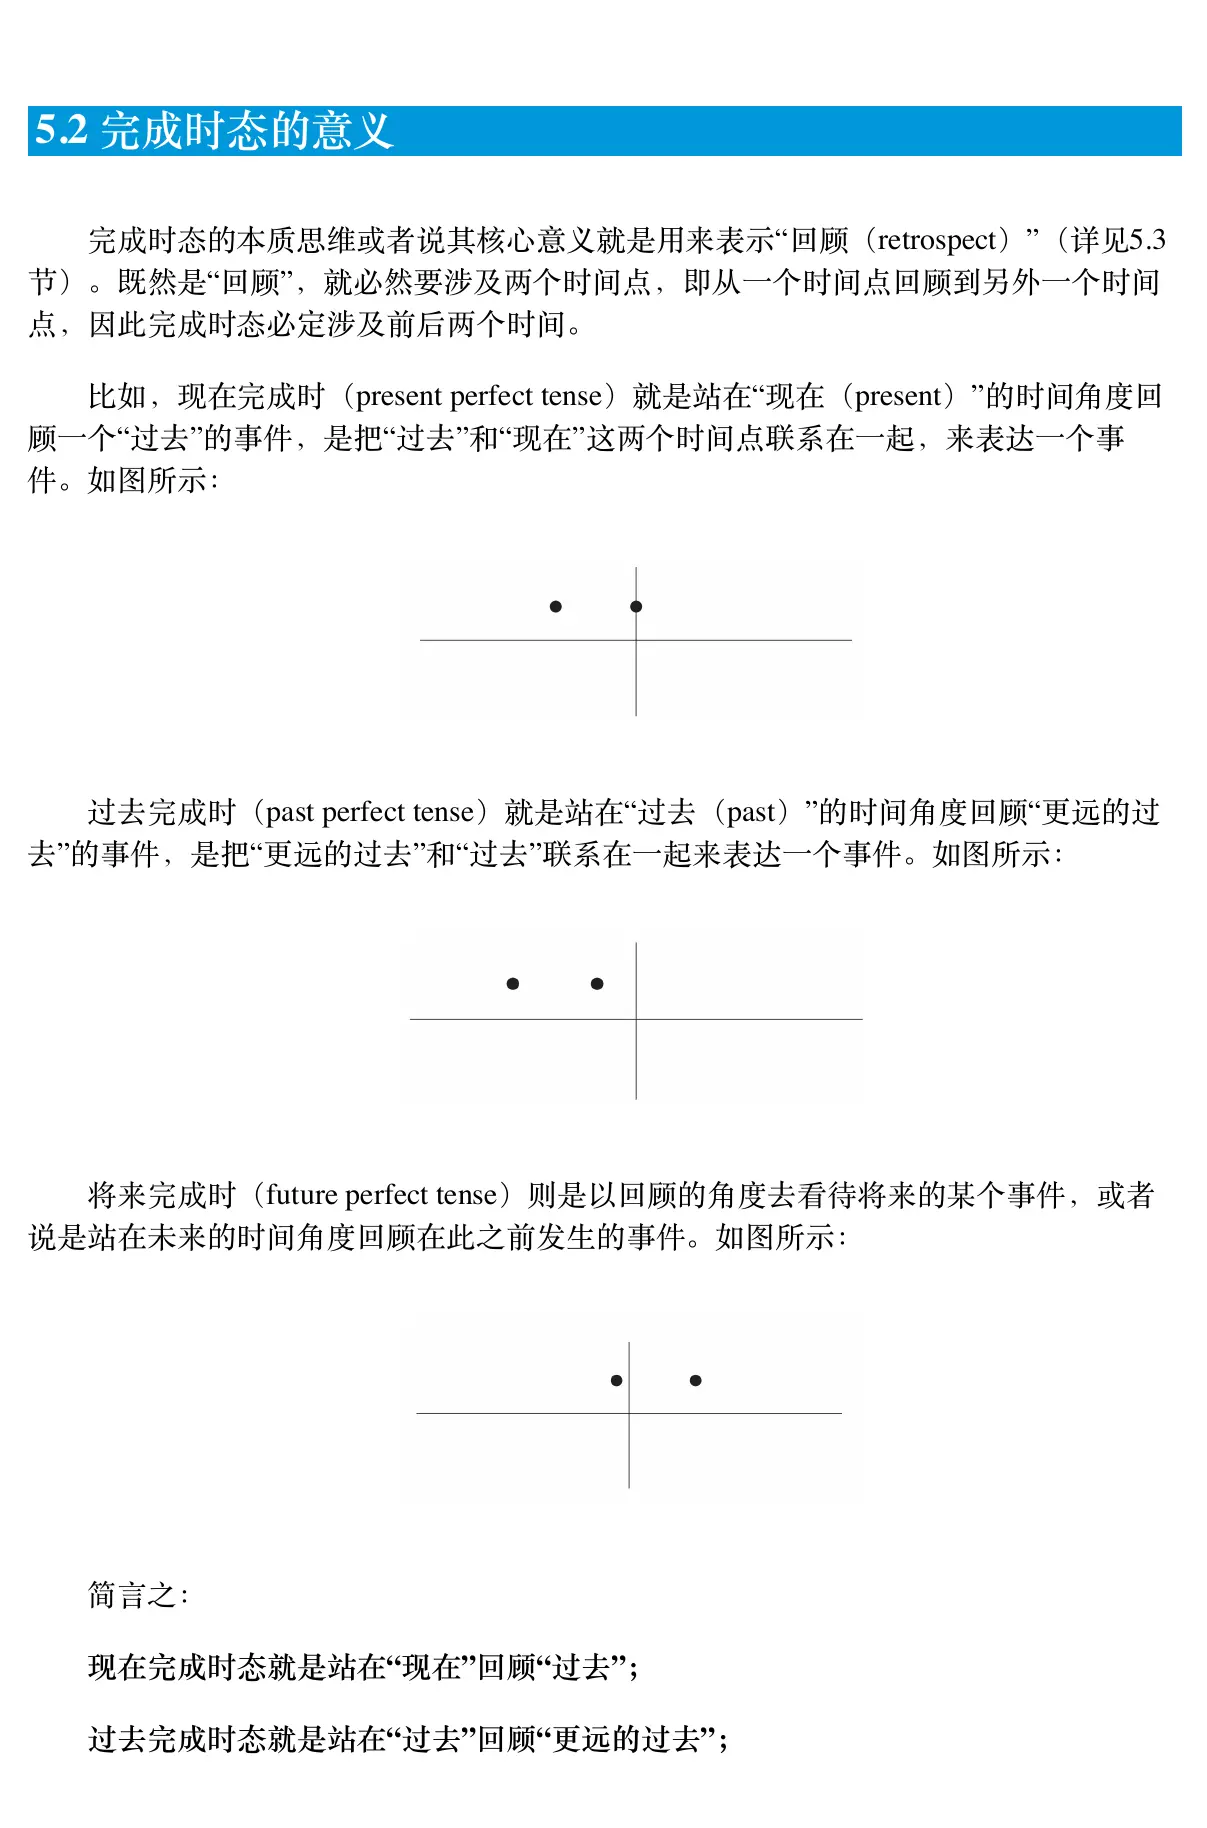 5.2 完成时态的意义
完成时态的本质思维或者说其核心意义就是用来表示“回顾（retrospect）”（详见5.3
节）。既然是“回顾”，就必然要涉及两个时间点，即从一个时间点回顾到另外一个时间
点，因此完成时态必定涉及前后两个时间。
比如，现在完成时（present perfect tense）就是站在“现在（present）”的时间角度回
顾一个“过去”的事件，是把“过去”和“现在”这两个时间点联系在一起，来表达一个事
件。如图所示：
过去完成时（past perfect tense）就是站在“过去（past）”的时间角度回顾“更远的过
去”的事件，是把“更远的过去”和“过去”联系在一起来表达一个事件。如图所示：
将来完成时（future perfect tense）则是以回顾的角度去看待将来的某个事件，或者
说是站在未来的时间角度回顾在此之前发生的事件。如图所示：
简言之：
现在完成时态就是站在“现在”回顾“过去”；
过去完成时态就是站在“过去”回顾“更远的过去”；